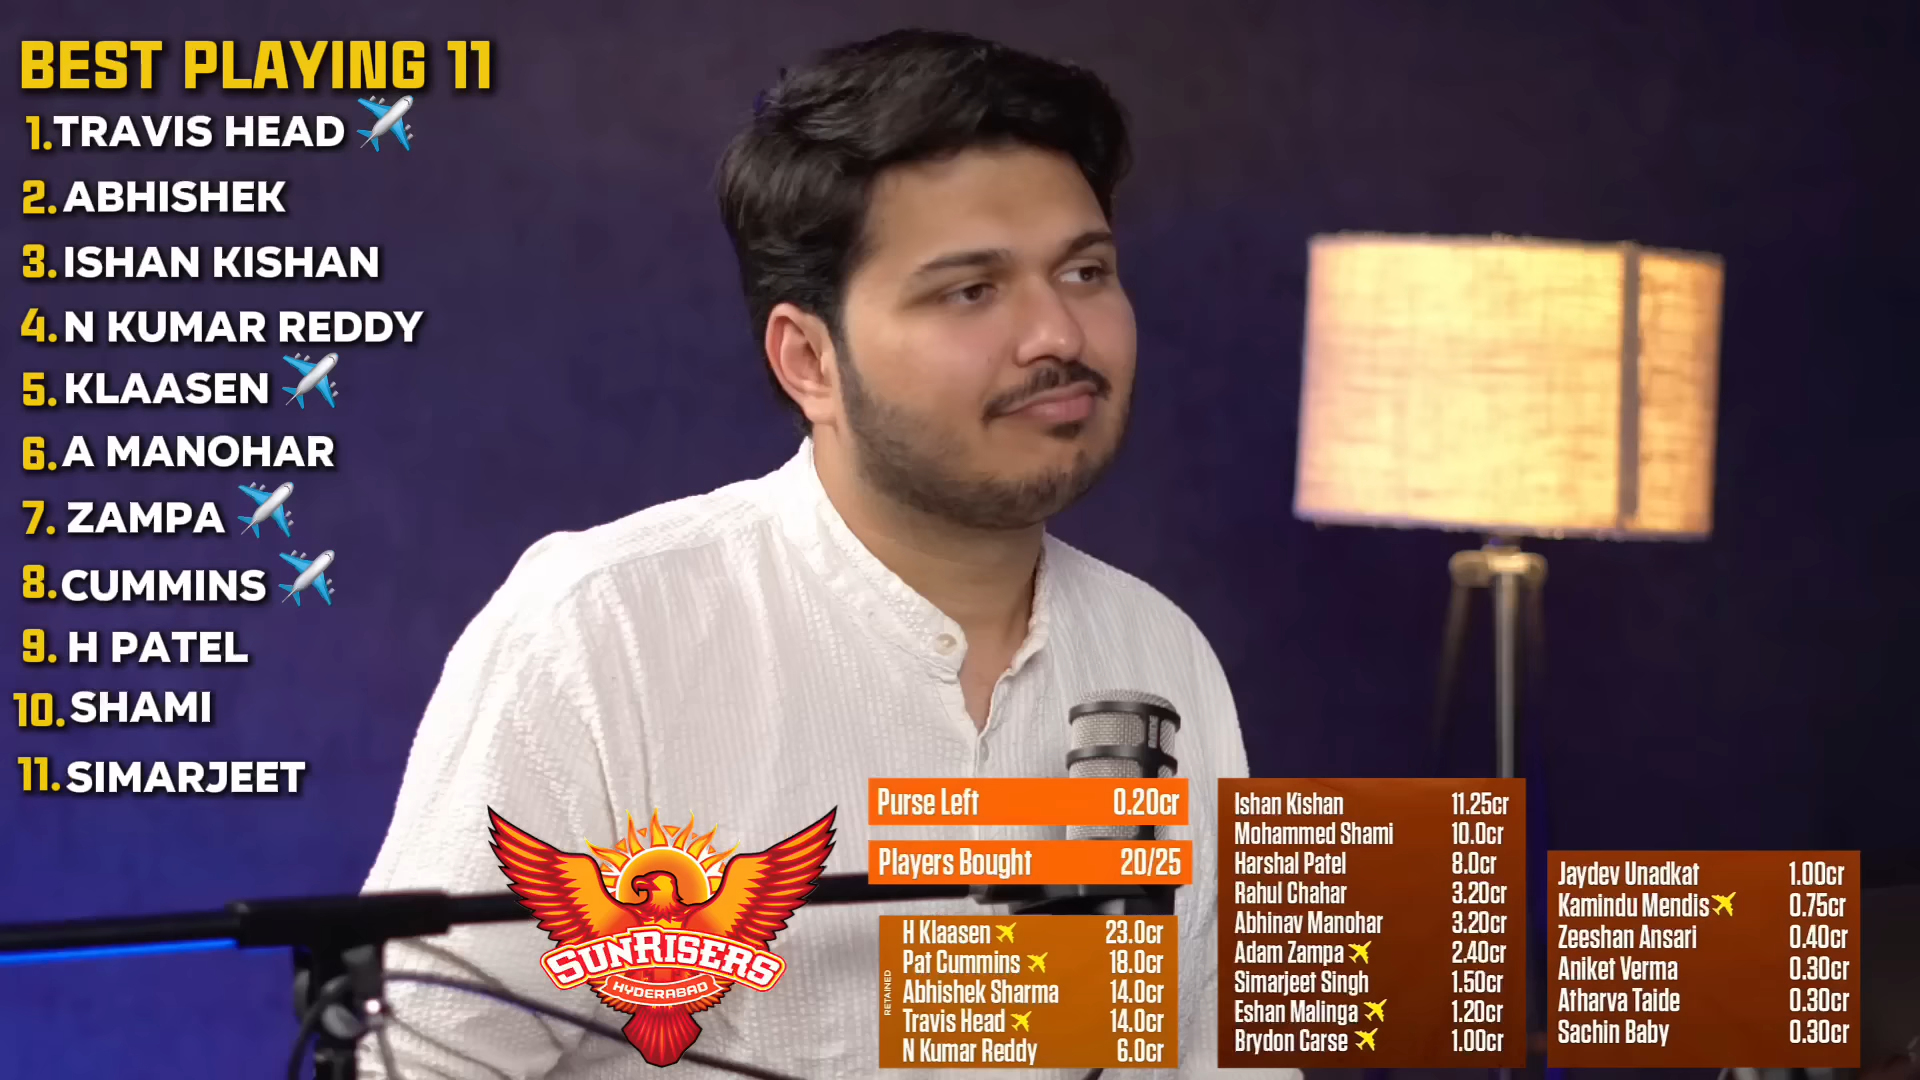 BEST PLAYING 11
1.TRAVIS HEAD
2.ABHISHEK
3.ISHAN KISHAN
4.N KUMAR REDDY
5.KLAASEN
6.A MANOHAR
7. ZAMPA
8.CUMMINS
9. H PATEL
10.SHAMI
11.SIMARJEET
SUNRISERS
HYDERABAD
Purse Left 0.20cr
Players Bought 20/25
RETAINED
H Klaasen 23.0cr
Pat Cummins 18.0cr
Abhishek Sharma 14.0cr
Travis Head 14.0cr
N Kumar Reddy 6.0cr
Ishan Kishan 11.25cr
Mohammed Shami 10.0cr
Harshal Patel 8.0cr
Rahul Chahar 3.20cr
Abhinav Manohar 3.20cr
Adam Zampa 2.40cr
Simarjeet Singh 1.50cr
Eshan Malinga 1.20cr
Brydon Carse 1.00cr
Jaydev Unadkat 1.00cr
Kamindu Mendis 0.75cr
Zeeshan Ansari 0.40cr
Aniket Verma 0.30cr
Atharva Taide 0.30cr
Sachin Baby 0.30cr